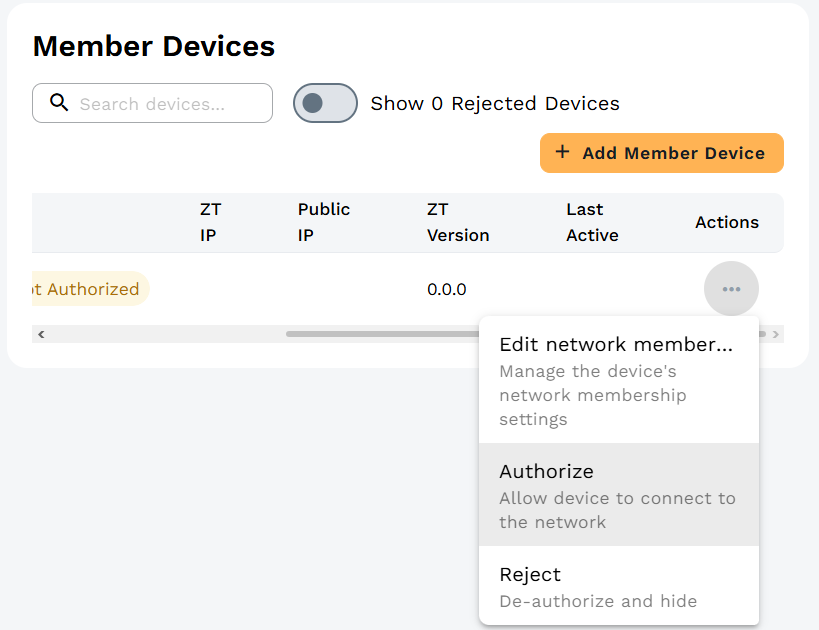 Member Devices
Search devices...
Show 0 Rejected Devices
+ Add Member Device
ZT IP
Public IP
ZT Version
Last Active
Actions
Authorized
0.0.0
Edit network member...
Manage the device's
network membership
settings
Authorize
Allow device to connect to
the network
Reject
De-authorize and hide